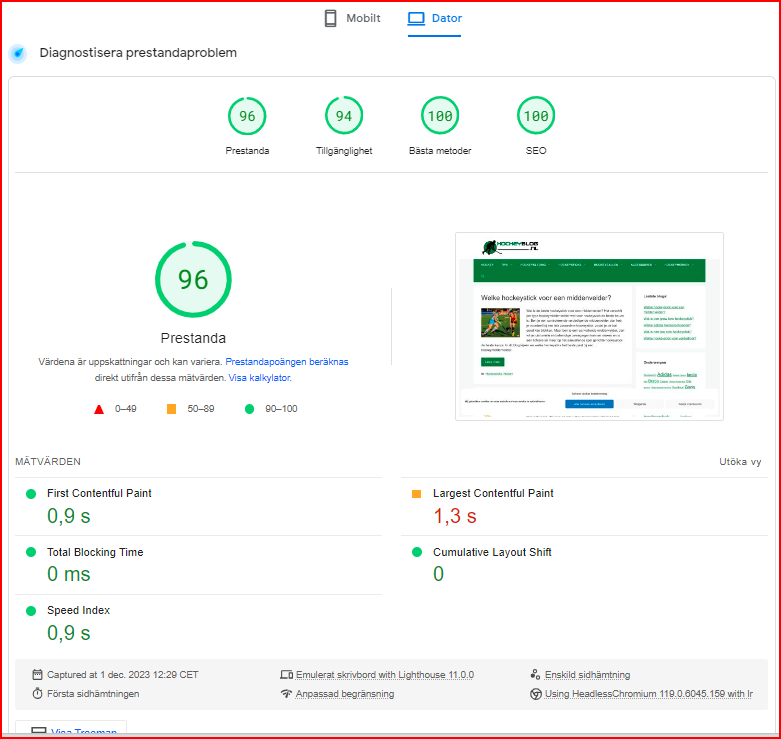 Mobilt
Dator
Diagnostisera prestandaproblem
96
94
100
100
Prestanda
Tillgänglighet
Bästa metoder
SEO
96
Prestanda
Värdena är uppskattningar och kan variera. Prestandapoängen beräknas
direkt utifrån dessa mätvärden. Visa kalkylator.
0–49
50–89
90–100
HOCKEYBLOG
.NL
Welke hockeystick voor een middenvelder?
MÄTVÄRDEN
Utöka vy
First Contentful Paint
0,9 s
Largest Contentful Paint
1,3 s
Total Blocking Time
0 ms
Cumulative Layout Shift
0
Speed Index
0,9 s
Captured at 1 dec. 2023 12:29 CET
Emulerat skrivbord with Lighthouse 11.0.0
Enskild sidhämtning
Första sidhämtningen
Anpassad begränsning
Using HeadlessChromium 119.0.6045.159 with lr
Visa Treemap